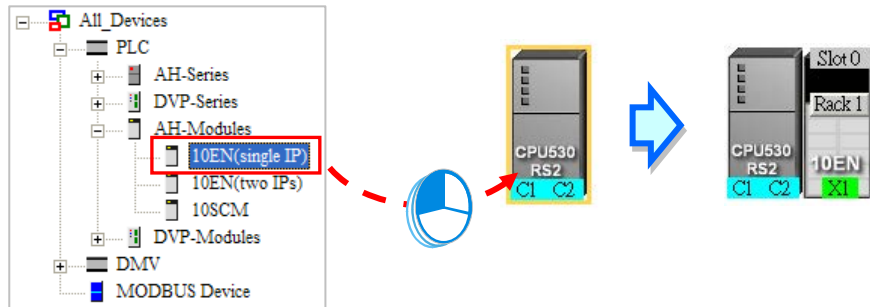 All_Devices
PLC
AH-Series
DVP-Series
AH-Modules
10EN(single IP)
10EN(two IPs)
10SCM
DVP-Modules
DMV
MODBUS Device
CPU530
RS2
C1 C2
Slot 0
Rack 1
CPU530
RS2
C1 C2
10EN
X1